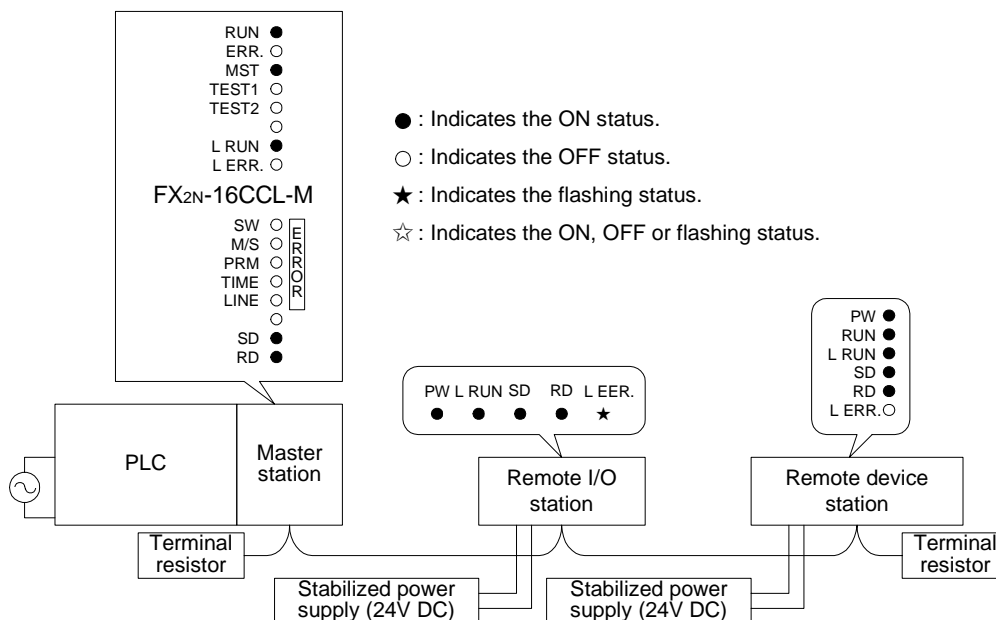 RUN
ERR.
MST
TEST1
TEST2
L RUN
L ERR.
FX2N-16CCL-M
SW
M/S
PRM
TIME
LINE
ERROR
SD
RD
● : Indicates the ON status.
○ : Indicates the OFF status.
★ : Indicates the flashing status.
☆ : Indicates the ON, OFF or flashing status.
PW L RUN SD RD L EER.
PW
RUN
L RUN
SD
RD
L ERR.
PLC
Master
station
Remote I/O
station
Remote device
station
Terminal
resistor
Stabilized power
supply (24V DC)
Stabilized power
supply (24V DC)
Terminal
resistor